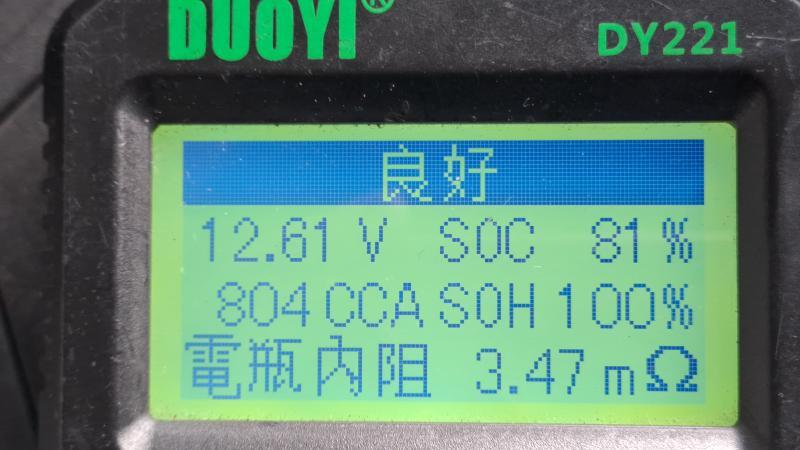 DUOYI® DY221
良好
12.61 V SOC 81%
804 CCA SOH 100%
電瓶內阻 3.47 mΩ